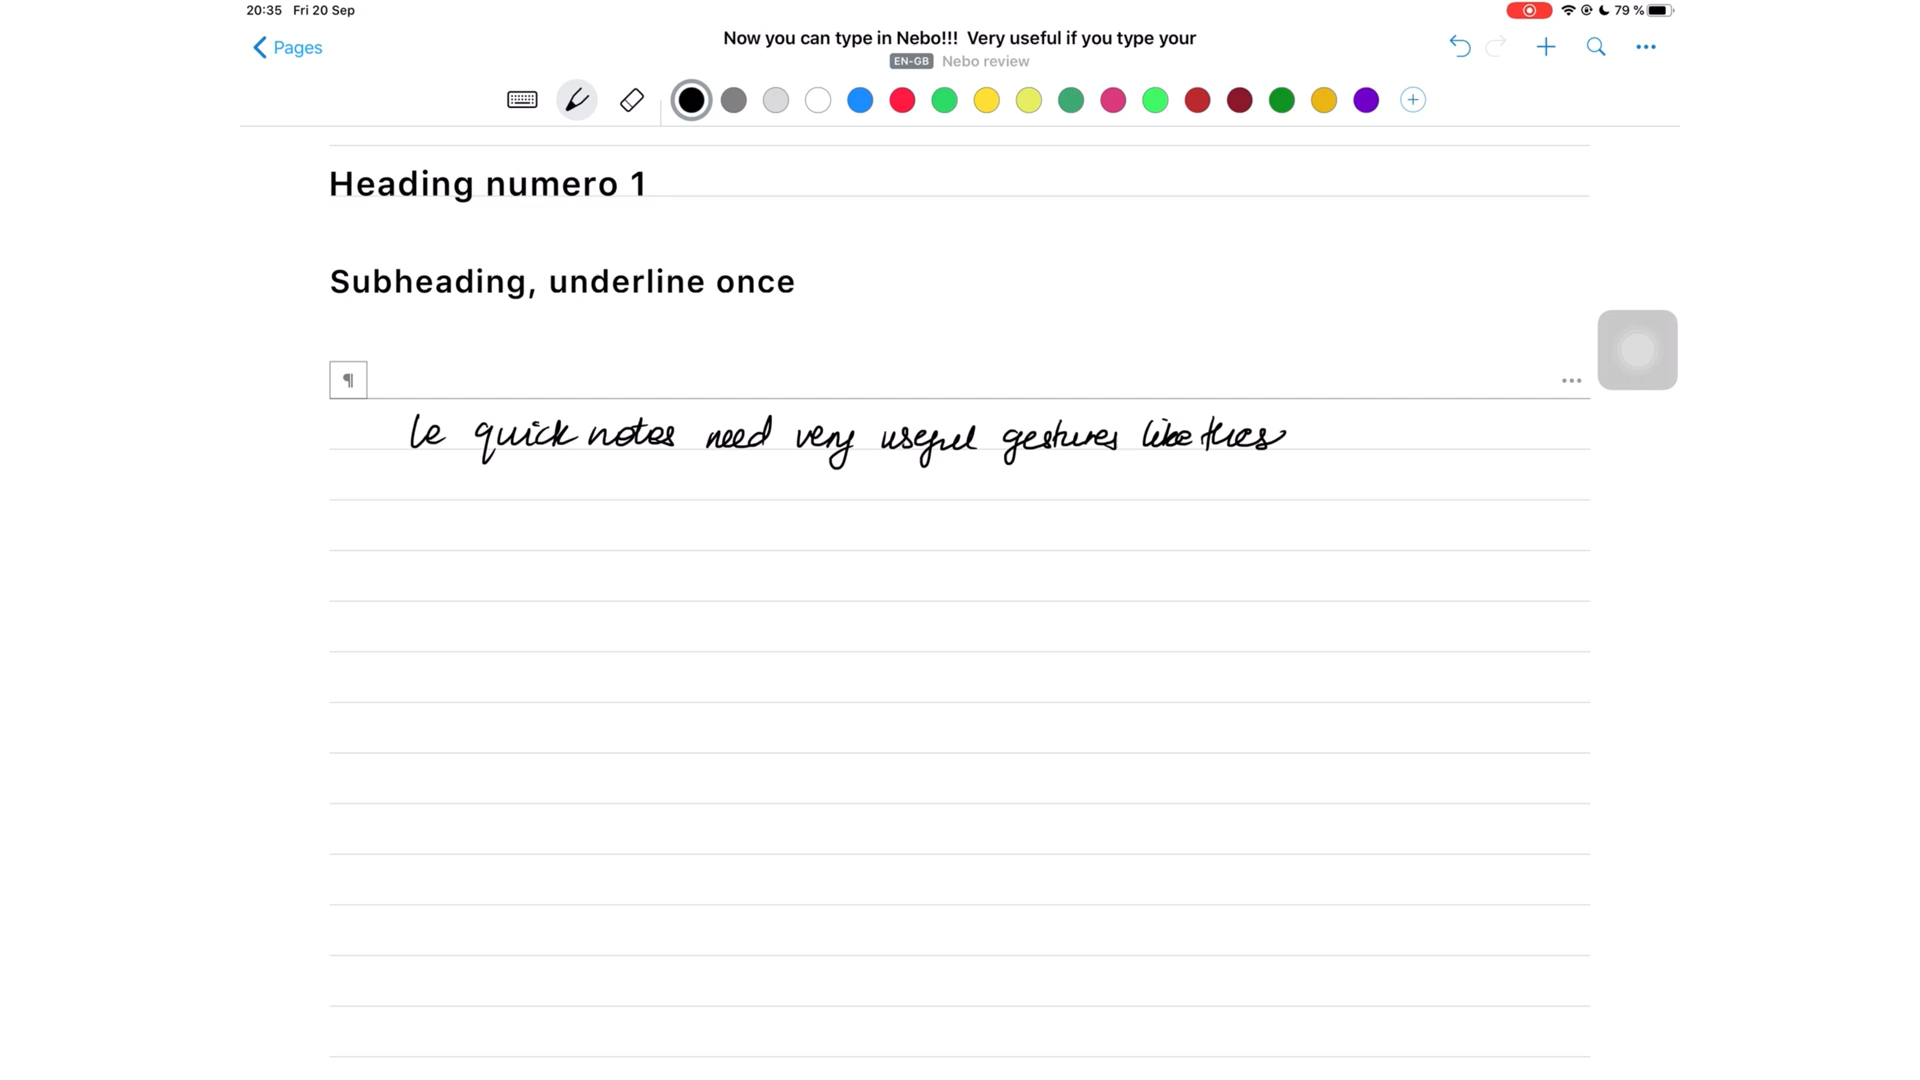 20:35 Fri 20 Sep
79 %
Pages
Now you can type in Nebo!!! Very useful if you type your
EN-GB Nebo review
Heading numero 1
Subheading, underline once
¶
le quick notes need very useful gestures like